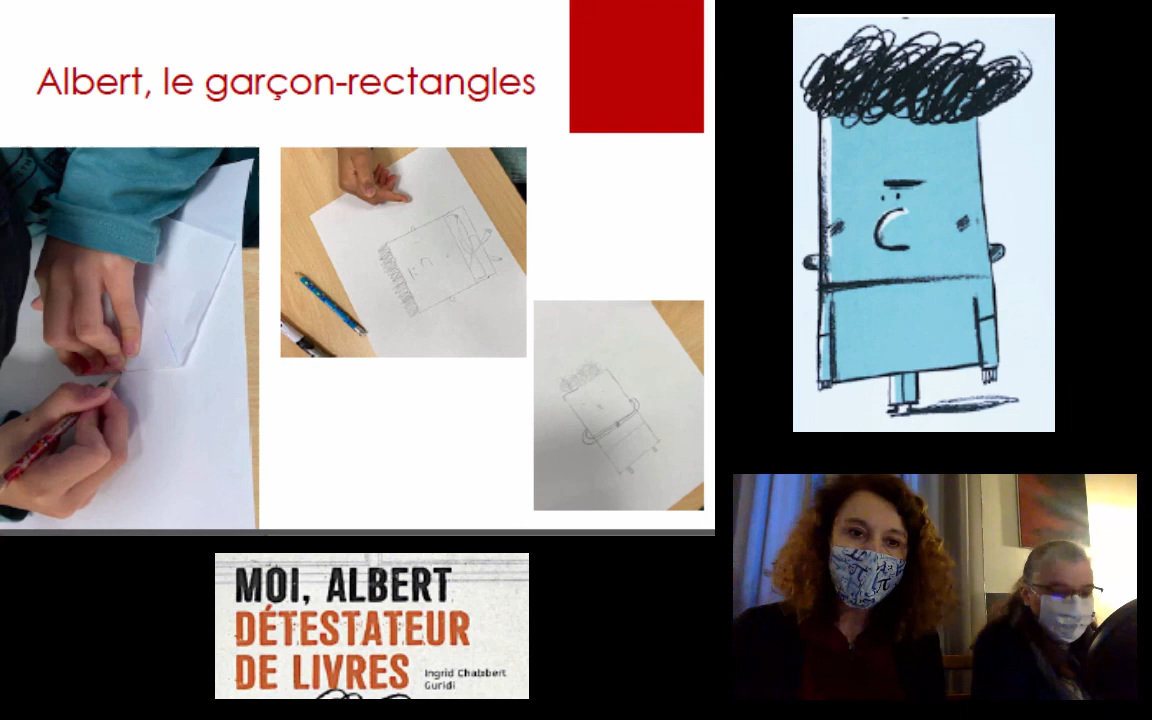 Albert, le garçon-rectangles
MOI, ALBERT
DÉTESTATEUR
DE LIVRES
Ingrid Chabbert
Guridi